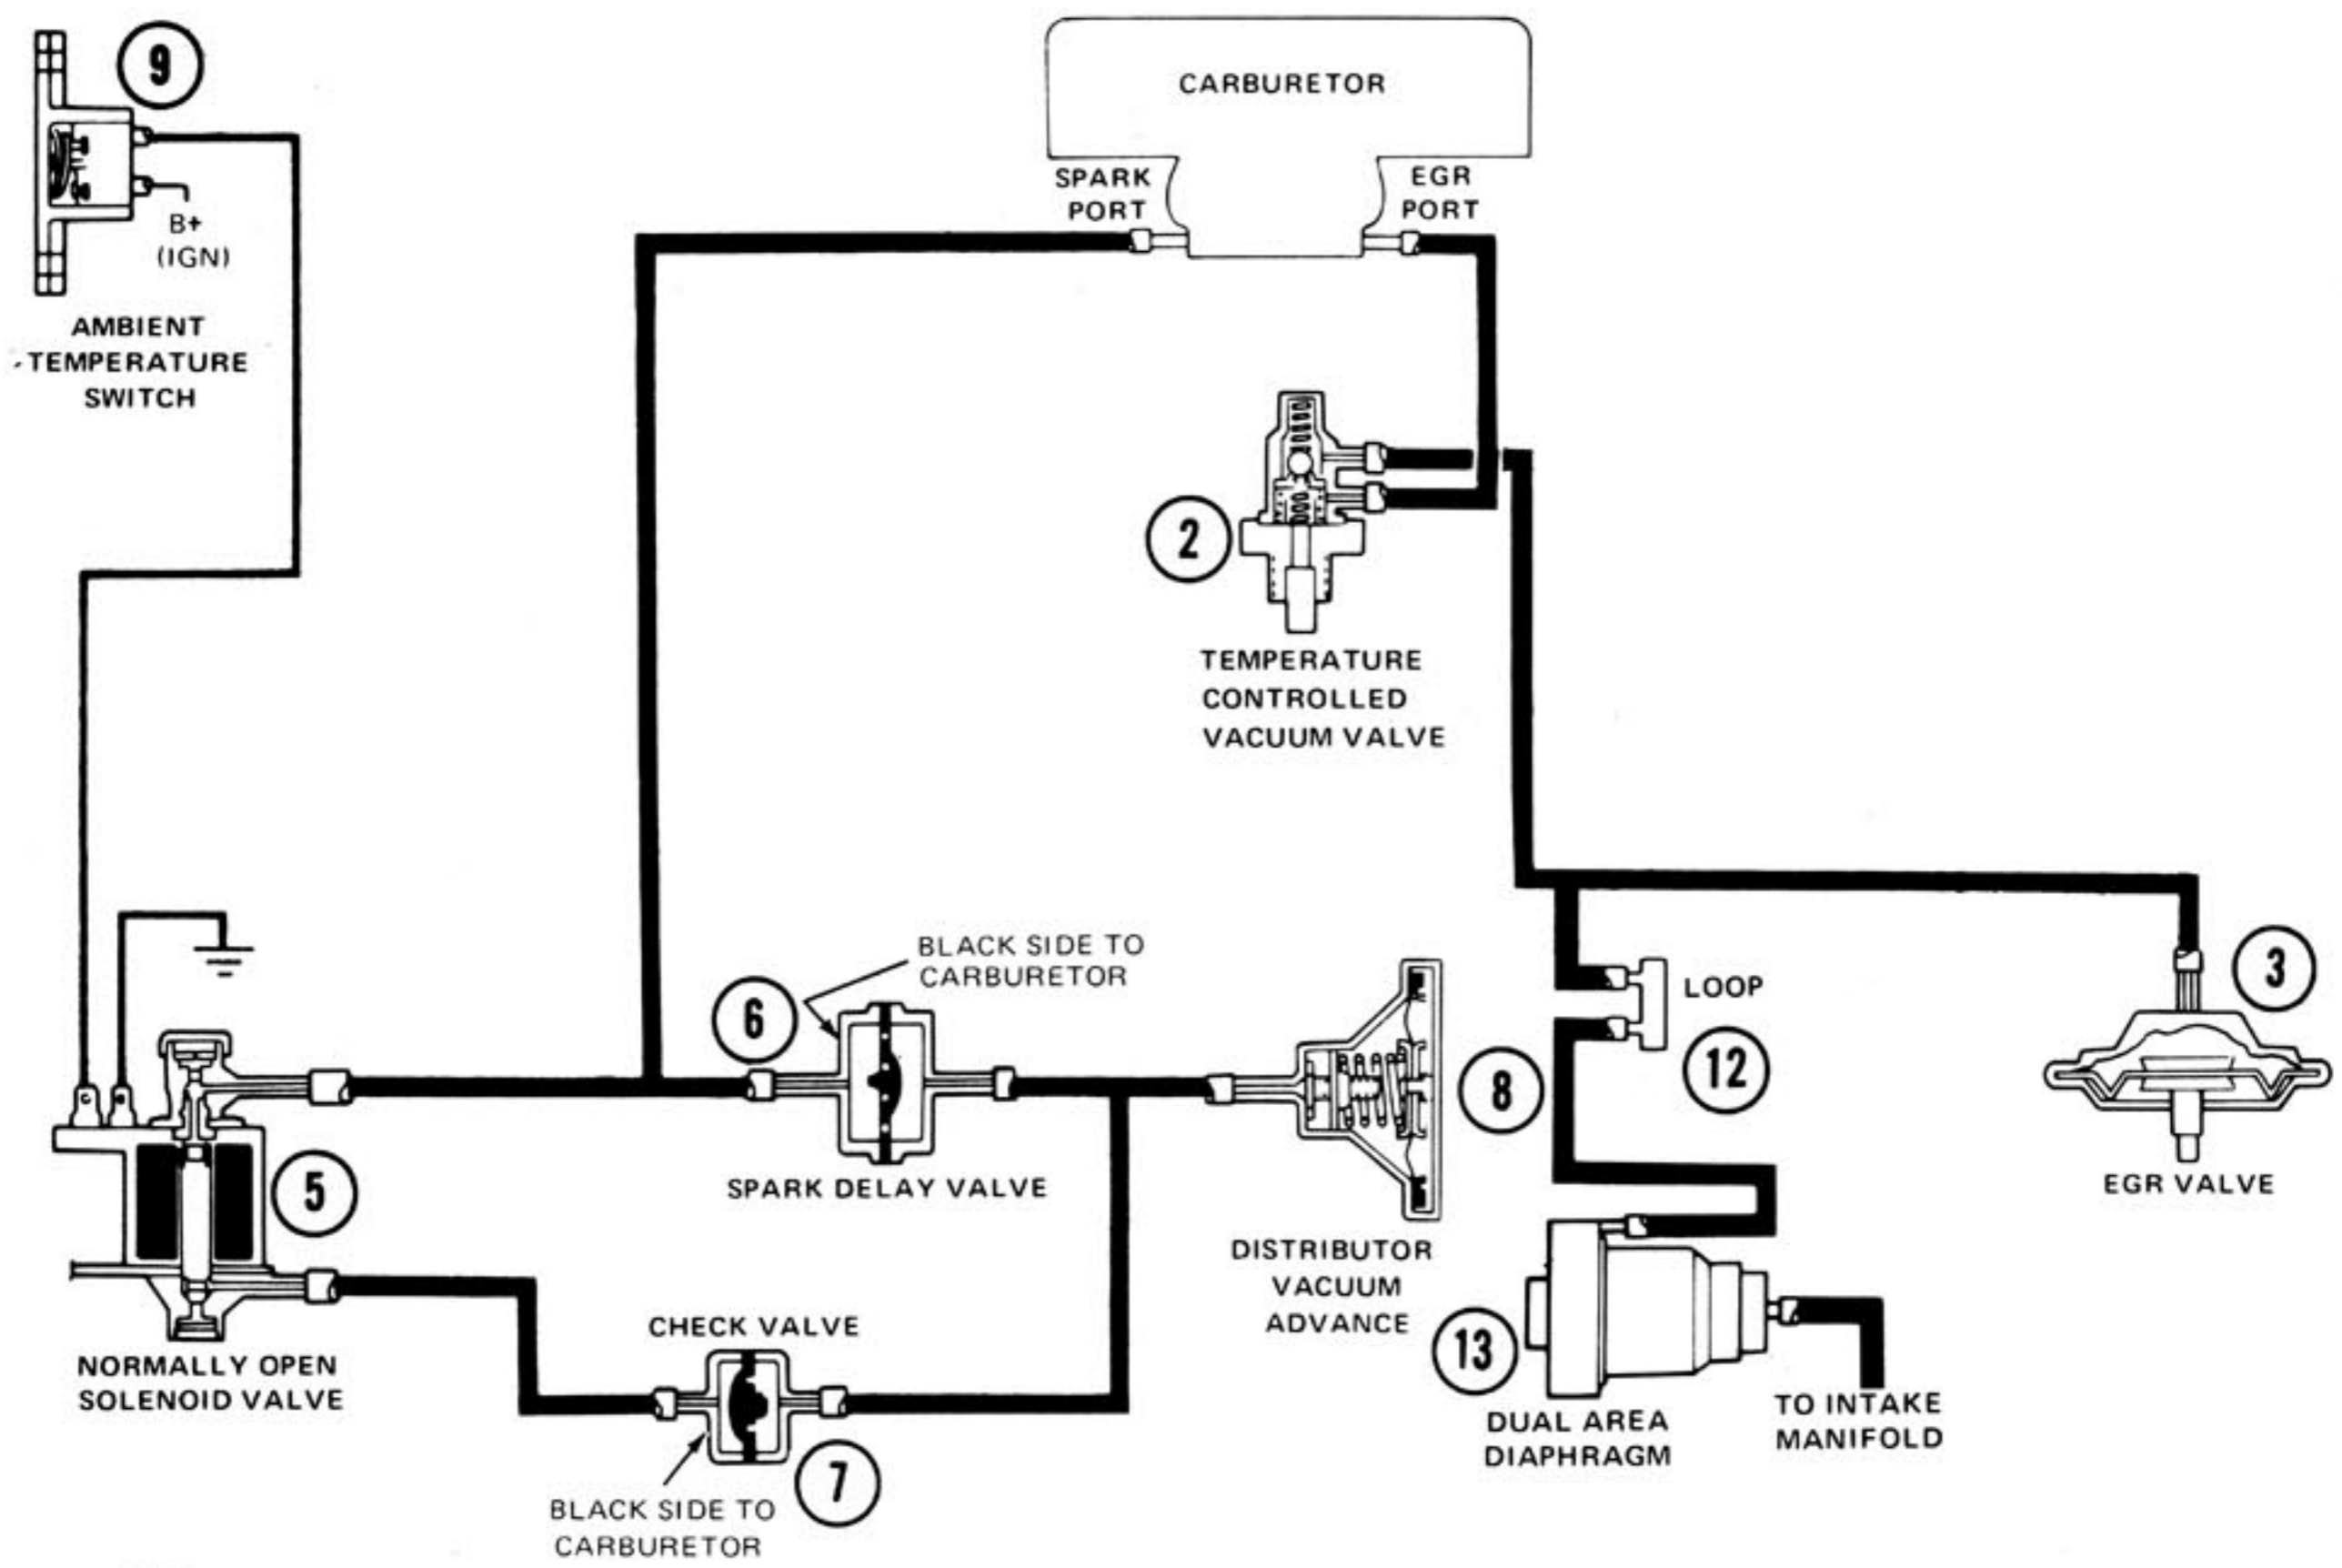 9
CARBURETOR
SPARK
PORT
EGR
PORT
B+
(IGN)
AMBIENT
TEMPERATURE
SWITCH
2
TEMPERATURE
CONTROLLED
VACUUM VALVE
BLACK SIDE TO
CARBURETOR
6
SPARK DELAY VALVE
LOOP
12
3
EGR VALVE
8
DISTRIBUTOR
VACUUM
ADVANCE
C
5
NORMALLY OPEN
SOLENOID VALVE
CHECK VALVE
7
BLACK SIDE TO
CARBURETOR
13
DUAL AREA
DIAPHRAGM
TO INTAKE
MANIFOLD